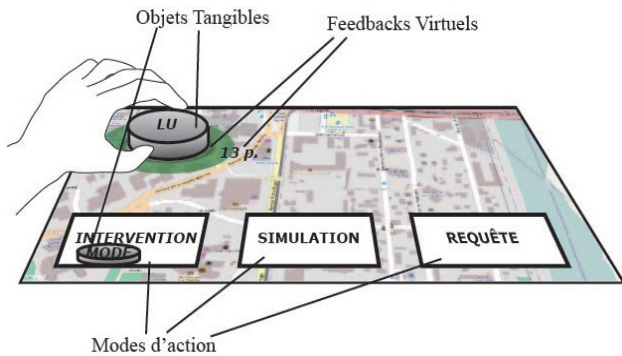 Objets Tangibles
Feedbacks Virtuels
LU
13 p.
INTERVENTION
MODE
SIMULATION
REQUÊTE
Modes d'action